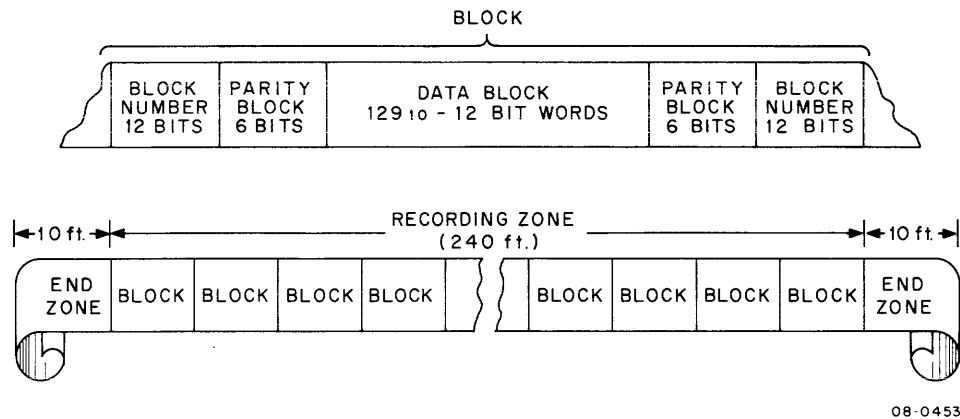 BLOCK
BLOCK NUMBER 12 BITS
PARITY BLOCK 6 BITS
DATA BLOCK 129 10 - 12 BIT WORDS
PARITY BLOCK 6 BITS
BLOCK NUMBER 12 BITS
10 ft.
RECORDING ZONE
(240 ft.)
10 ft.
END ZONE
BLOCK
BLOCK
BLOCK
BLOCK
BLOCK
BLOCK
BLOCK
BLOCK
END ZONE
08-0453